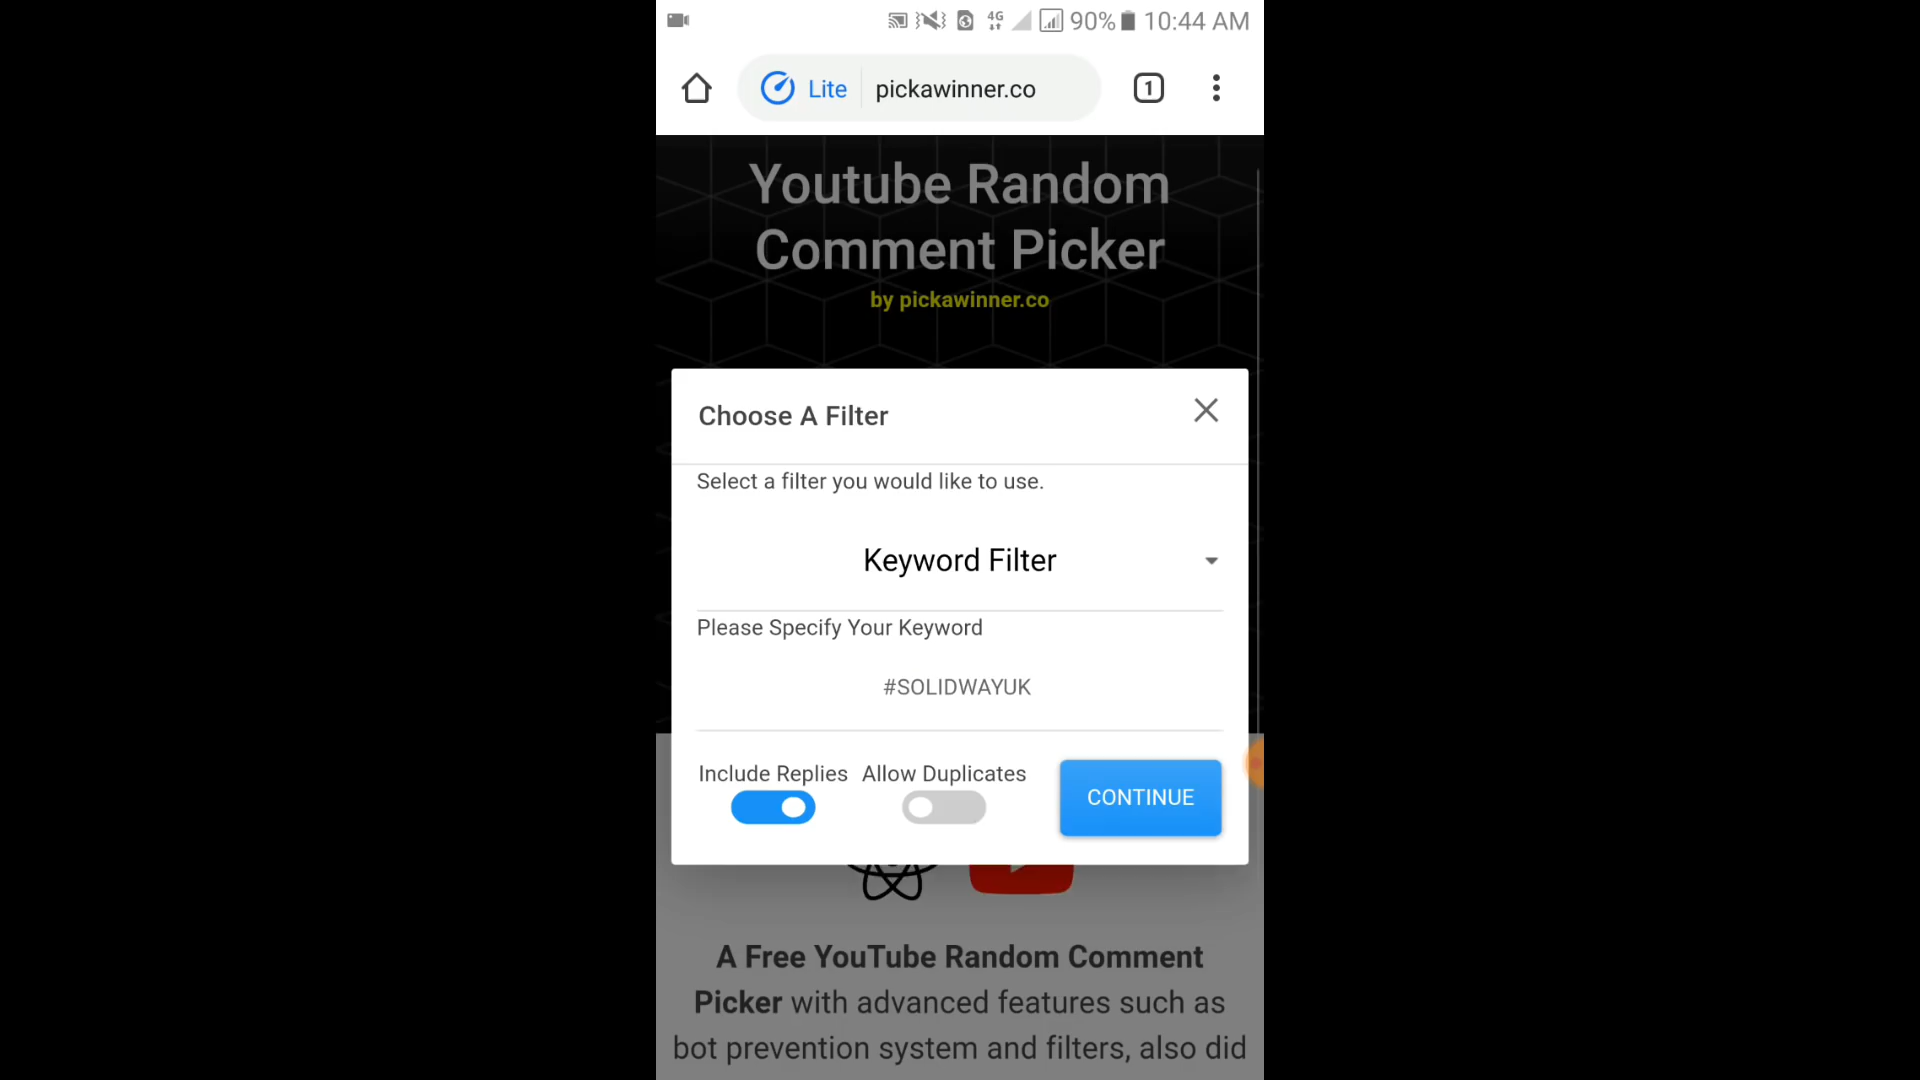 4G 90% 10:44 AM
Lite pickawinner.co 1
Youtube Random
Comment Picker
by pickawinner.co
Choose A Filter
Select a filter you would like to use.
Keyword Filter
Please Specify Your Keyword
#SOLIDWAYUK
Include Replies Allow Duplicates
CONTINUE
A Free YouTube Random Comment
Picker with advanced features such as
bot prevention system and filters, also did